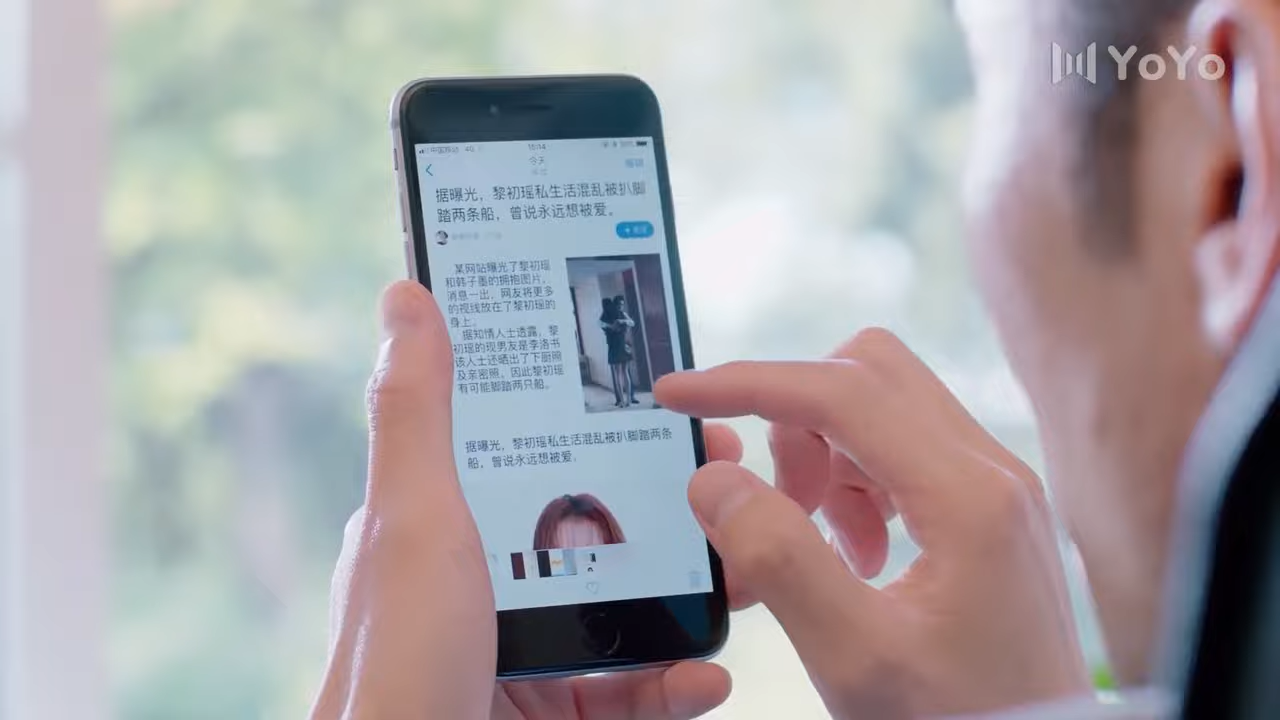 YoYo
中国移动 4G
15:14
今天
据曝光，黎初瑶私生活混乱被扒脚
踏两条船，曾说永远想被爱。
某网站曝光了黎初瑶
和韩子墨的拥抱图片，
消息一出，网友将更多
的视线放在了黎初瑶的
身上。
据知情人士透露，黎
初瑶的现男友是李洛书
该人士还晒出了下厨照
及亲密照，因此黎初瑶
有可能脚踏两只船。
据曝光，黎初瑶私生活混乱被扒脚踏两条
船，曾说永远想被爱，